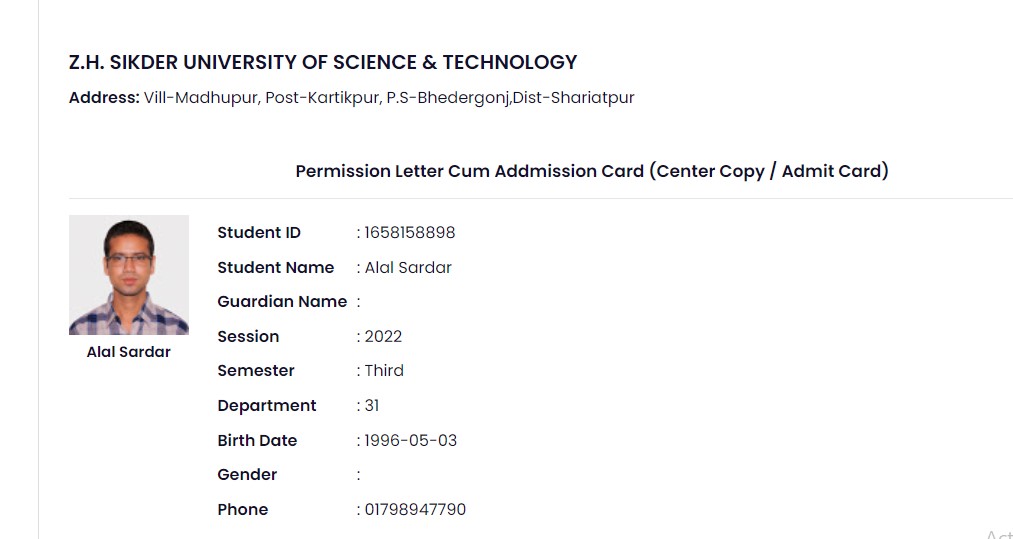 Z.H. SIKDER UNIVERSITY OF SCIENCE & TECHNOLOGY
Address: Vill-Madhupur, Post-Kartikpur, P.S-Bhedergonj,Dist-Shariatpur
Permission Letter Cum Addmission Card (Center Copy / Admit Card)
Student ID : 1658158898
Student Name : Alal Sardar
Guardian Name :
Session : 2022
Semester : Third
Department : 31
Birth Date : 1996-05-03
Gender :
Phone : 01798947790
Alal Sardar